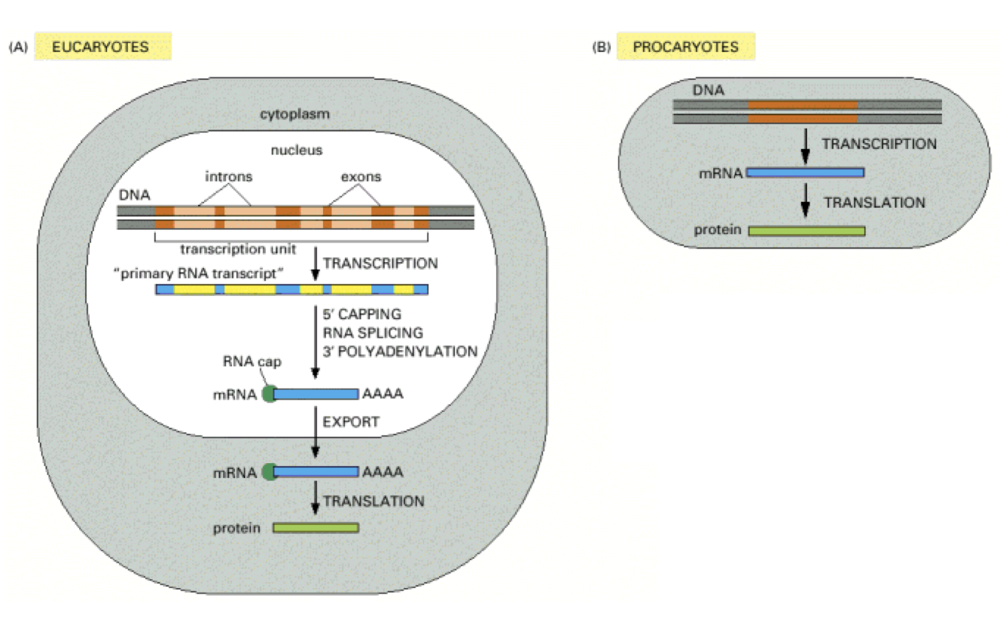 (A) EUCARYOTES
cytoplasm
nucleus
introns exons
DNA
transcription unit
TRANSCRIPTION
“primary RNA transcript”
5′ CAPPING
RNA SPLICING
3′ POLYADENYLATION
RNA cap
mRNA AAAA
EXPORT
mRNA AAAA
TRANSLATION
protein
(B) PROCARYOTES
DNA
TRANSCRIPTION
mRNA
TRANSLATION
protein